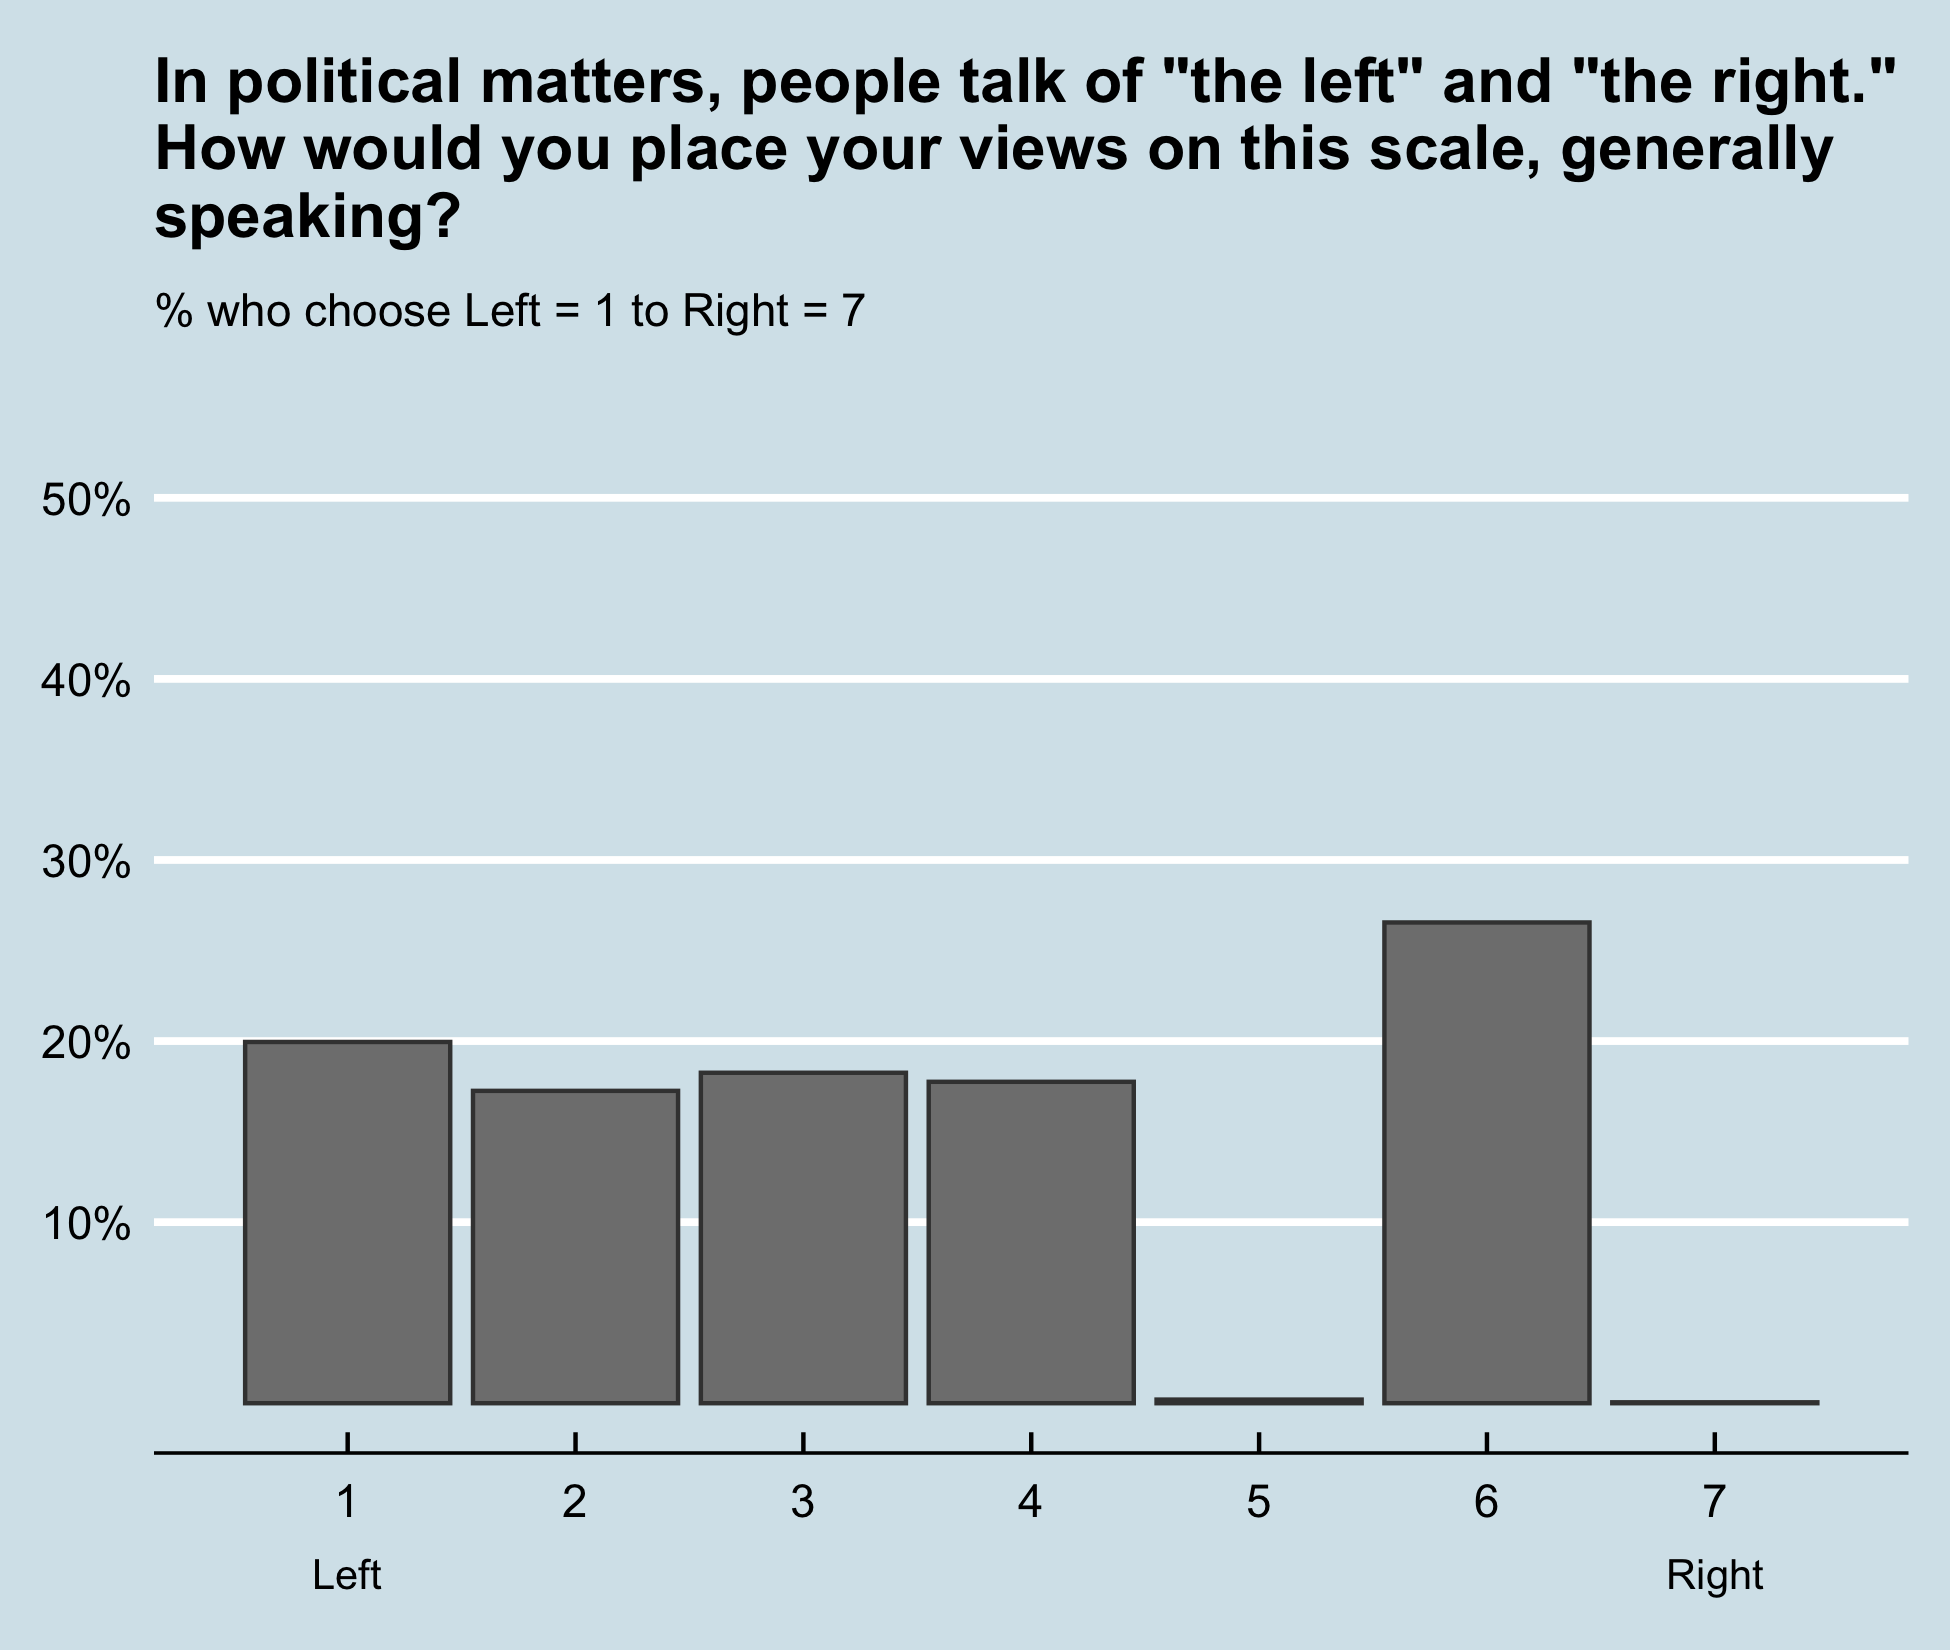 In political matters, people talk of "the left" and "the right."
How would you place your views on this scale, generally
speaking?
% who choose Left = 1 to Right = 7
50%
40%
30%
20%
10%
1 2 3 4 5 6 7
Left Right